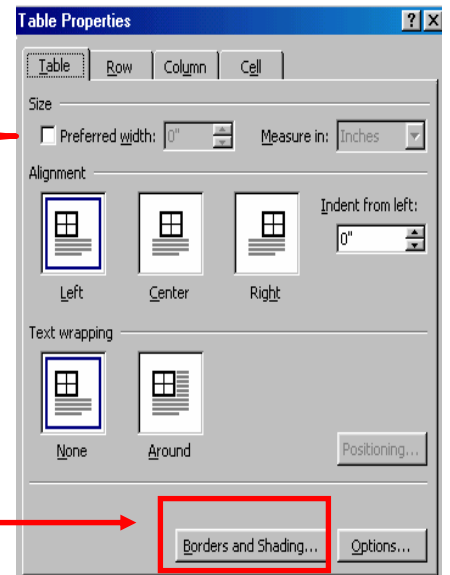 Table Properties
Table Row Column Cell
Size
Preferred width: 0" Measure in: Inches
Alignment
Indent from left:
0"
Left Center Right
Text wrapping
None Around
Positioning...
Borders and Shading... Options...